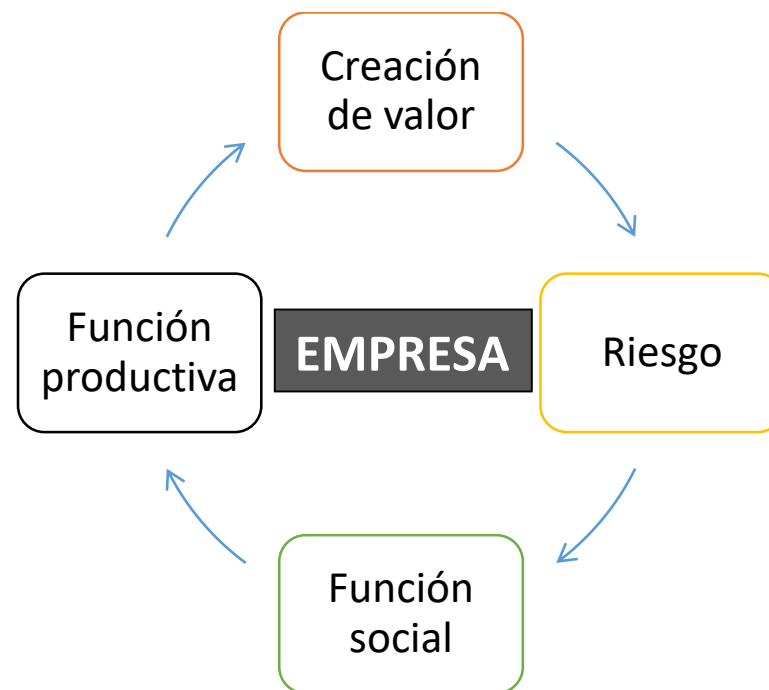 Creación
de valor
Función
productiva
EMPRESA
Riesgo
Función
social